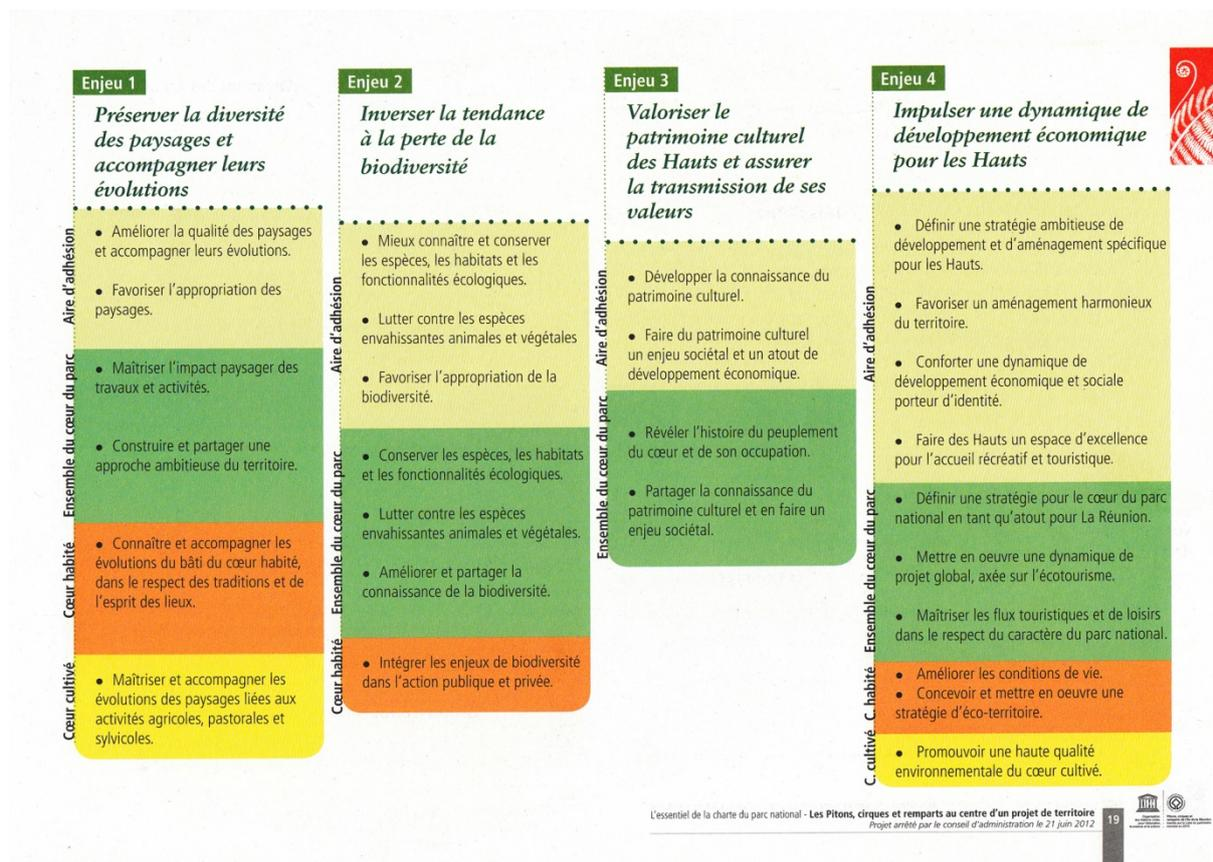 Enjeu 1
Préserver la diversité
des paysages et
accompagner leurs
évolutions
Aire d'adhésion
• Améliorer la qualité des paysages
et accompagner leurs évolutions.
• Favoriser l'appropriation des
paysages.
Ensemble du cœur du parc
• Maîtriser l'impact paysager des
travaux et activités.
• Construire et partager une
approche ambitieuse du territoire.
Cœur habité
• Connaître et accompagner les
évolutions du bâti du cœur habité,
dans le respect des traditions et de
l'esprit des lieux.
Cœur cultivé
• Maîtriser et accompagner les
évolutions des paysages liées aux
activités agricoles, pastorales et
sylvicoles.
Enjeu 2
Inverser la tendance
à la perte de la
biodiversité
Aire d'adhésion
• Mieux connaître et conserver
les espèces, les habitats et les
fonctionnalités écologiques.
• Lutter contre les espèces
envahissantes animales et végétales
• Favoriser l'appropriation de la
biodiversité.
Ensemble du cœur du parc
• Conserver les espèces, les habitats
et les fonctionnalités écologiques.
• Lutter contre les espèces
envahissantes animales et végétales.
• Améliorer et partager la
connaissance de la biodiversité.
Cœur habité
• Intégrer les enjeux de biodiversité
dans l'action publique et privée.
Enjeu 3
Valoriser le
patrimoine culturel
des Hauts et assurer
la transmission de ses
valeurs
Aire d'adhésion
• Développer la connaissance du
patrimoine culturel.
• Faire du patrimoine culturel
un enjeu sociétal et un atout de
développement économique.
Ensemble du cœur du parc
• Révéler l'histoire du peuplement
du cœur et de son occupation.
• Partager la connaissance du
patrimoine culturel et en faire un
enjeu sociétal.
Enjeu 4
Impulser une dynamique de
développement économique
pour les Hauts
Aire d'adhésion
• Définir une stratégie ambitieuse de
développement et d'aménagement spécifique
pour les Hauts.
• Favoriser un aménagement harmonieux
du territoire.
• Conforter une dynamique de
développement économique et sociale
porteur d'identité.
• Faire des Hauts un espace d'excellence
pour l'accueil récréatif et touristique.
Ensemble du cœur du parc
• Définir une stratégie pour le cœur du parc
national en tant qu'atout pour La Réunion.
• Mettre en oeuvre une dynamique de
projet global, axée sur l'écotourisme.
• Maîtriser les flux touristiques et de loisirs
dans le respect du caractère du parc national.
C. habité
• Améliorer les conditions de vie.
• Concevoir et mettre en oeuvre une
stratégie d'éco-territoire.
C. cultivé
• Promouvoir une haute qualité
environnementale du cœur cultivé.
L'essentiel de la charte du parc national - Les Pitons, cirques et remparts au centre d'un projet de territoire
Projet arrêté par le conseil d'administration le 21 juin 2012
19